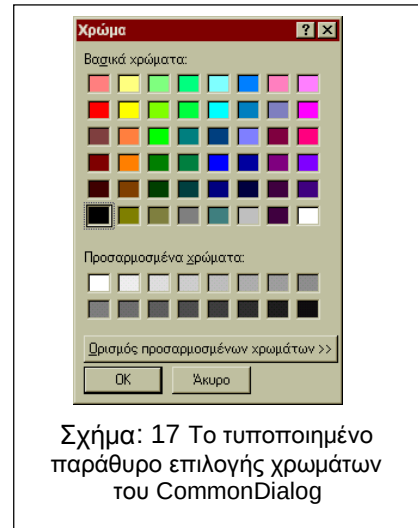 Χρώμα
Βασικά χρώματα:
Προσαρμοσμένα χρώματα:
Ορισμός προσαρμοσμένων χρωμάτων >>
OK Άκυρο
Σχήμα: 17 Το τυποποιημένο
παράθυρο επιλογής χρωμάτων
του CommonDialog